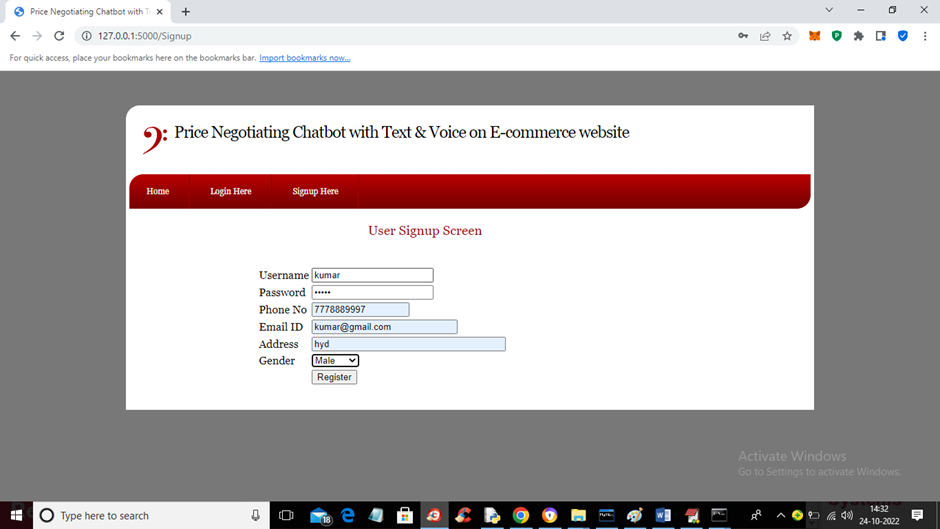 Price Negotiating Chatbot with T
127.0.0.1:5000/Signup
For quick access, place your bookmarks here on the bookmarks bar. Import bookmarks now...
Price Negotiating Chatbot with Text & Voice on E-commerce website
Home Login Here Signup Here
User Signup Screen
Username kumar
Password •••••
Phone No 7778889997
Email ID kumar@gmail.com
Address hyd
Gender Male
Register
Activate Windows
Go to Settings to activate Windows.
Type here to search
18
14:32
24-10-2022